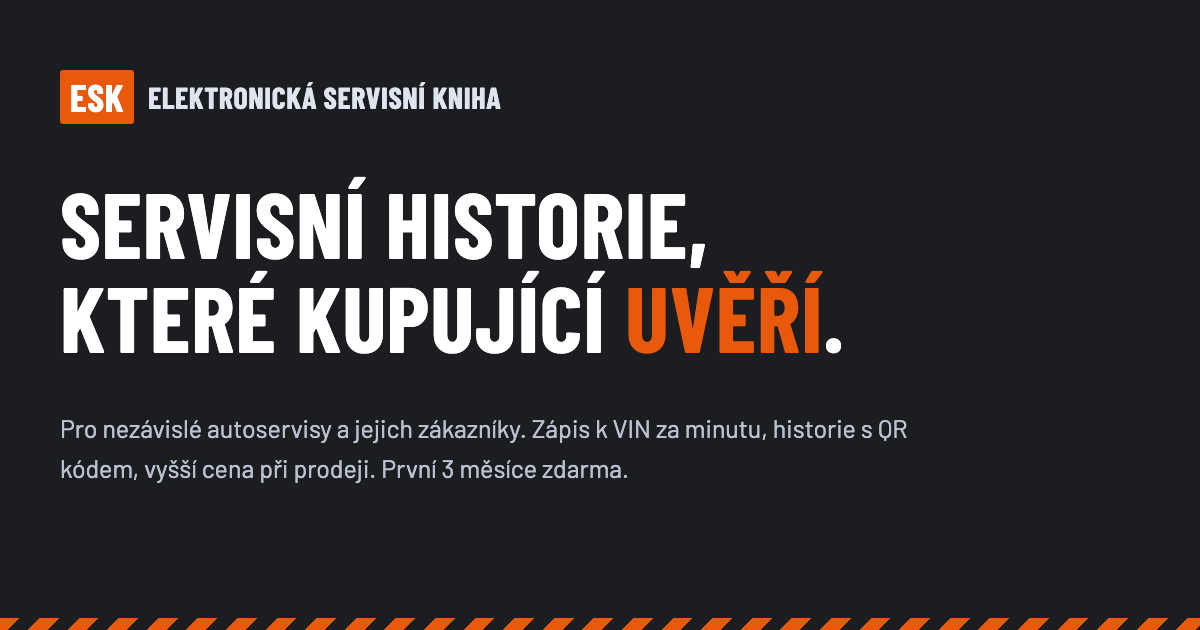 ESK ELEKTRONICKÁ SERVISNÍ KNIHA
SERVISNÍ HISTORIE,
KTERÉ KUPUJÍCÍ UVĚŘÍ.
Pro nezávislé autoservisy a jejich zákazníky. Zápis k VIN za minutu, historie s QR
kódem, vyšší cena při prodeji. První 3 měsíce zdarma.